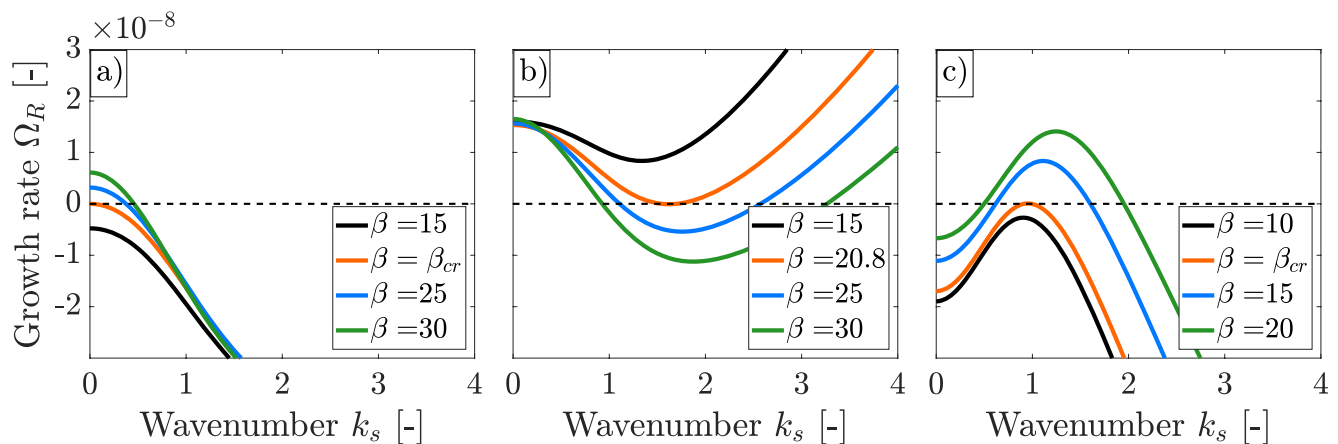 ×10⁻⁸
3
2
1
0
-1
-2
Growth rate Ω_R [-]
a)
β =15
β = β_cr
β =25
β =30
0 1 2 3 4
Wavenumber k_s [-]
b)
β =15
β =20.8
β =25
β =30
0 1 2 3 4
Wavenumber k_s [-]
c)
β =10
β = β_cr
β =15
β =20
0 1 2 3 4
Wavenumber k_s [-]